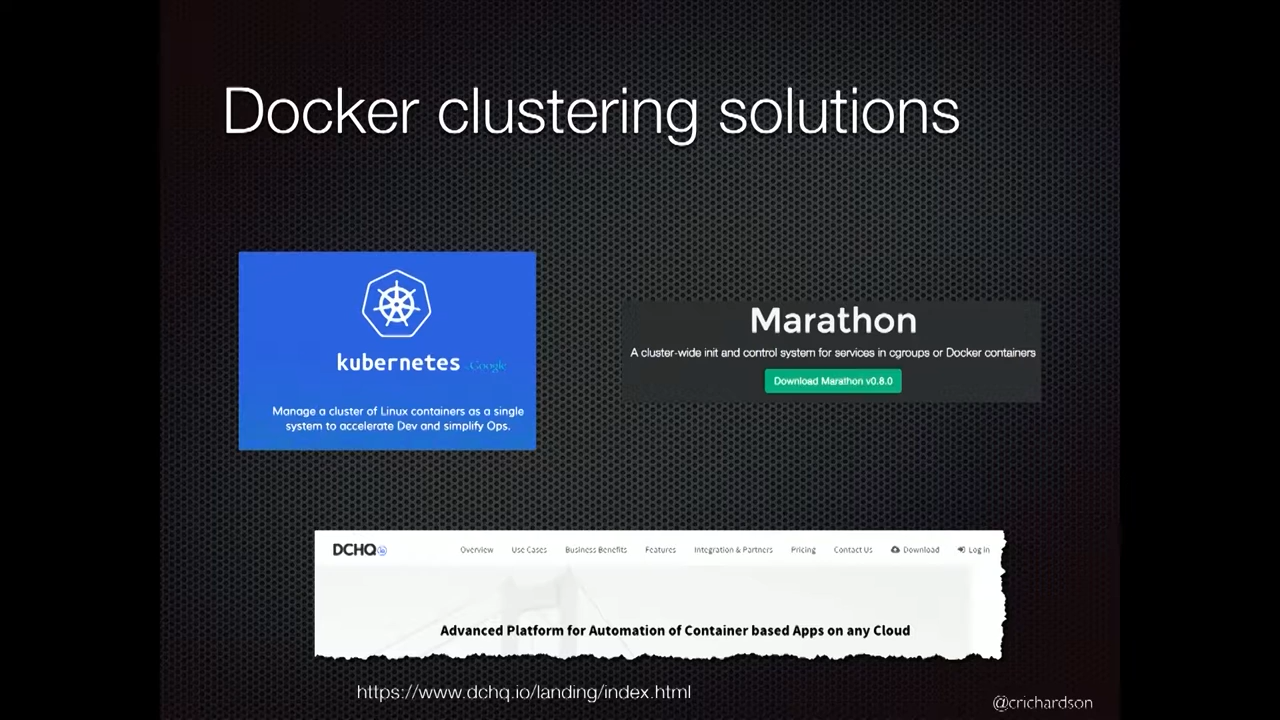 Docker clustering solutions
kubernetes by Google
Manage a cluster of Linux containers as a single
system to accelerate Dev and simplify Ops.
Marathon
A cluster-wide init and control system for services in cgroups or Docker containers
Download Marathon v0.8.0
DCHQ.io
Overview Use Cases Business Benefits Features Integration & Partners Pricing Contact Us Download Log In
Advanced Platform for Automation of Container based Apps on any Cloud
https://www.dchq.io/landing/index.html
@crichardson